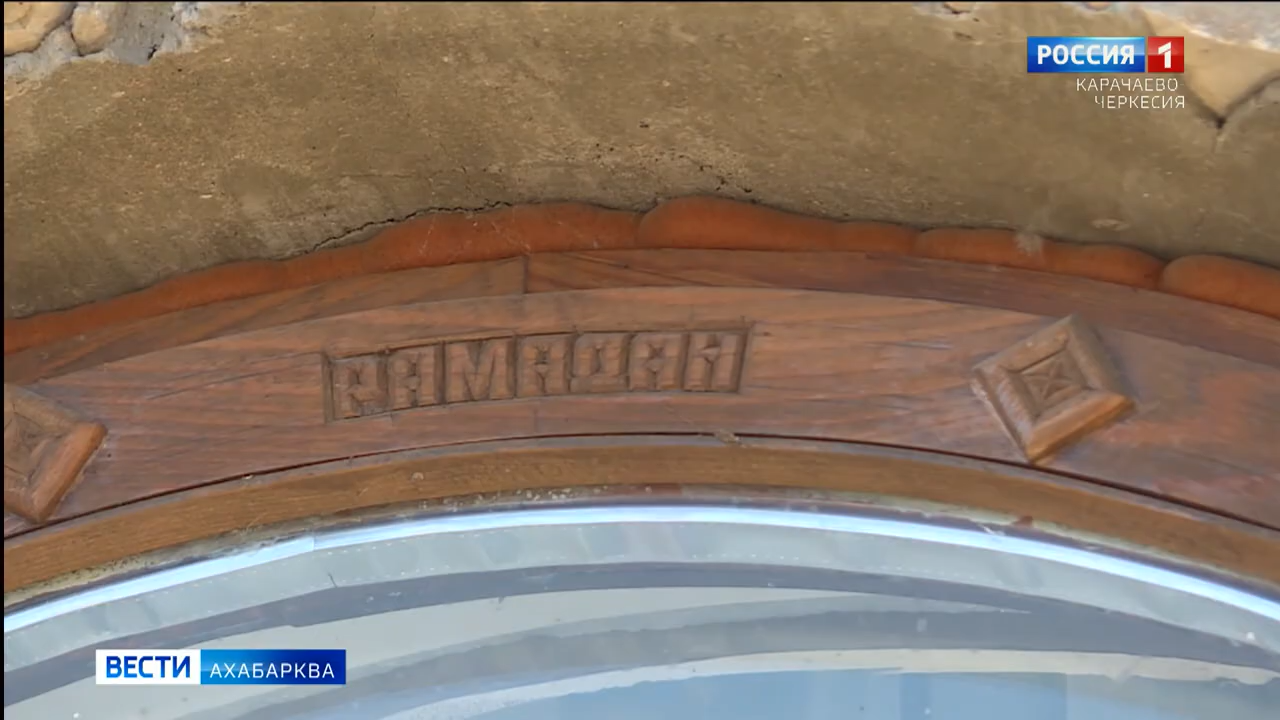 РОССИЯ 1
КАРАЧАЕВО
ЧЕРКЕСИЯ
РАМАДАН
ВЕСТИ АХАБАРКВА